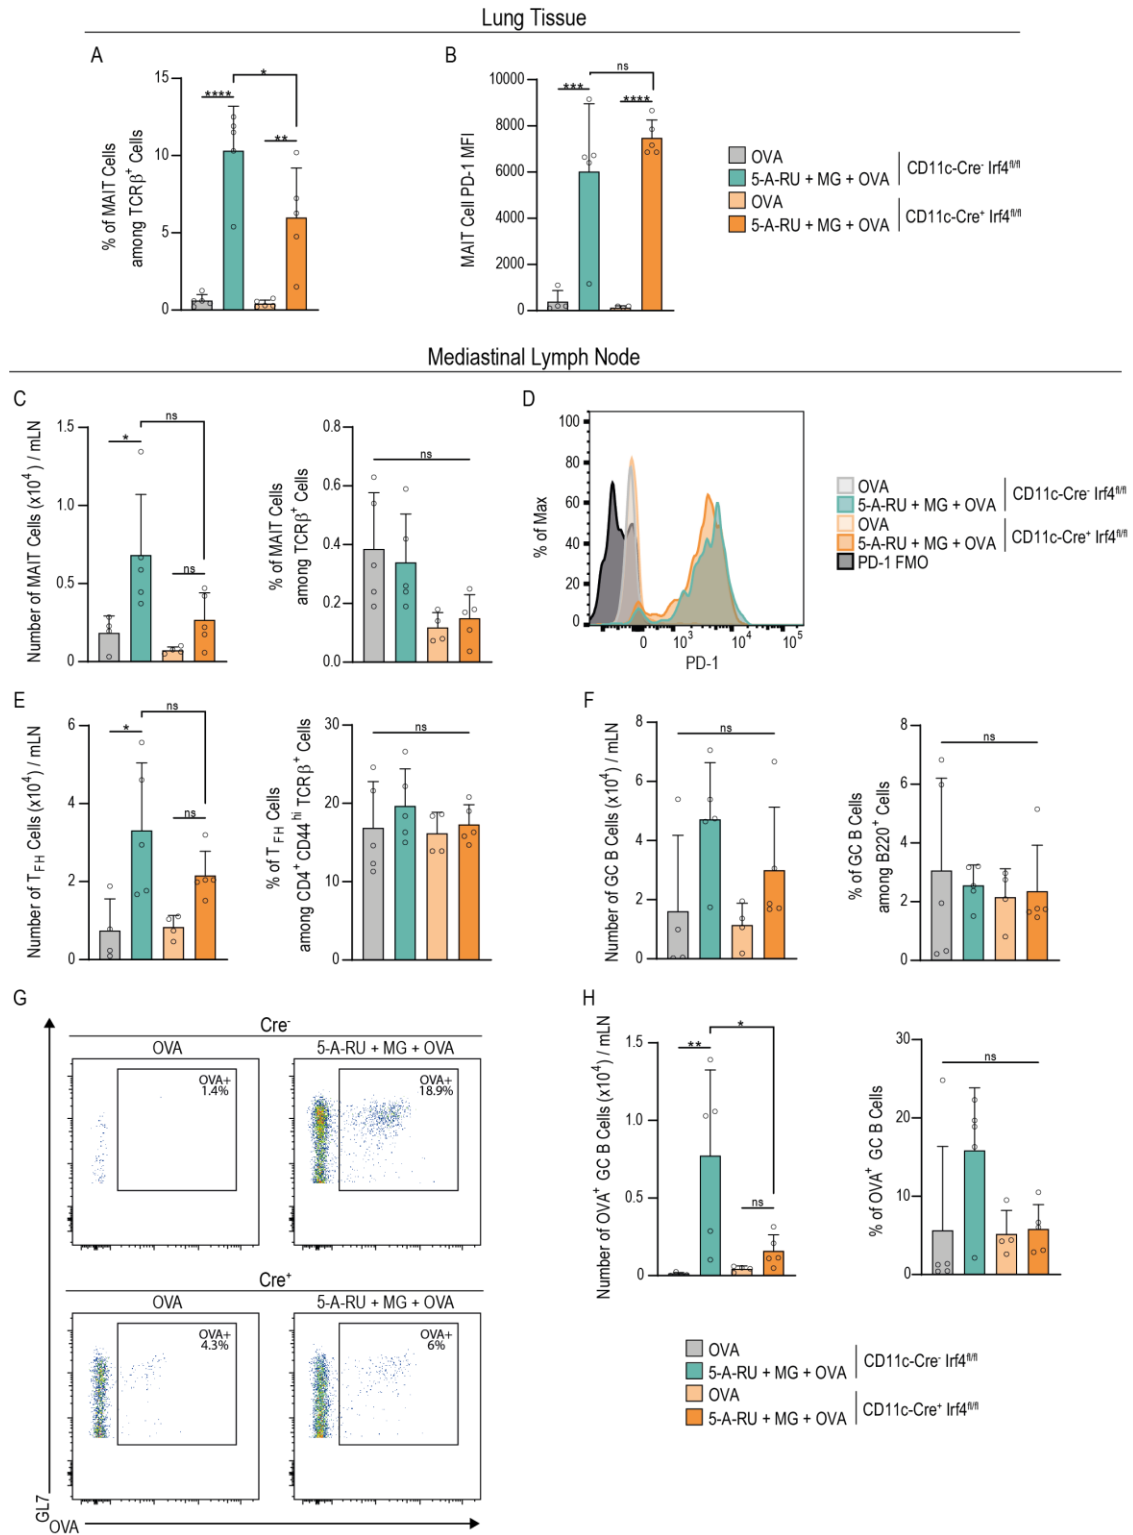 Lung Tissue
A
B
% of MAIT Cells
among TCRβ⁺ Cells
15
10
5
0
****
*
**
MAIT Cell PD-1 MFI
10000
8000
6000
4000
2000
0
***
ns
****
OVA
5-A-RU + MG + OVA
CD11c-Cre⁻ Irf4ᶠˡ/ᶠˡ
OVA
5-A-RU + MG + OVA
CD11c-Cre⁺ Irf4ᶠˡ/ᶠˡ
Mediastinal Lymph Node
C
D
Number of MAIT Cells (x10⁴) / mLN
1.5
1.0
0.5
0
*
ns
ns
% of MAIT Cells
among TCRβ⁺ Cells
0.8
0.6
0.4
0.2
0.0
ns
% of Max
100
80
60
40
20
0
0
10³
10⁴
10⁵
PD-1
OVA
5-A-RU + MG + OVA
CD11c-Cre⁻ Irf4ᶠˡ/ᶠˡ
OVA
5-A-RU + MG + OVA
CD11c-Cre⁺ Irf4ᶠˡ/ᶠˡ
PD-1 FMO
E
F
Number of TFH Cells (x10⁴) / mLN
6
4
2
0
*
ns
ns
% of TFH Cells
among CD4⁺ CD44ʰⁱ TCRβ⁺ Cells
30
20
10
0
ns
Number of GC B Cells (x10⁴) / mLN
8
6
4
2
0
ns
% of GC B Cells
among B220⁺ Cells
8
6
4
2
0
ns
G
H
Cre⁻
OVA
5-A-RU + MG + OVA
OVA+
1.4%
OVA+
18.9%
Cre⁺
OVA
5-A-RU + MG + OVA
OVA+
4.3%
OVA+
6%
GL7
OVA
Number of OVA⁺ GC B Cells (x10⁴) / mLN
1.5
1.0
0.5
0
**
*
ns
% of OVA⁺ GC B Cells
30
20
10
0
ns
OVA
5-A-RU + MG + OVA
CD11c-Cre⁻ Irf4ᶠˡ/ᶠˡ
OVA
5-A-RU + MG + OVA
CD11c-Cre⁺ Irf4ᶠˡ/ᶠˡ